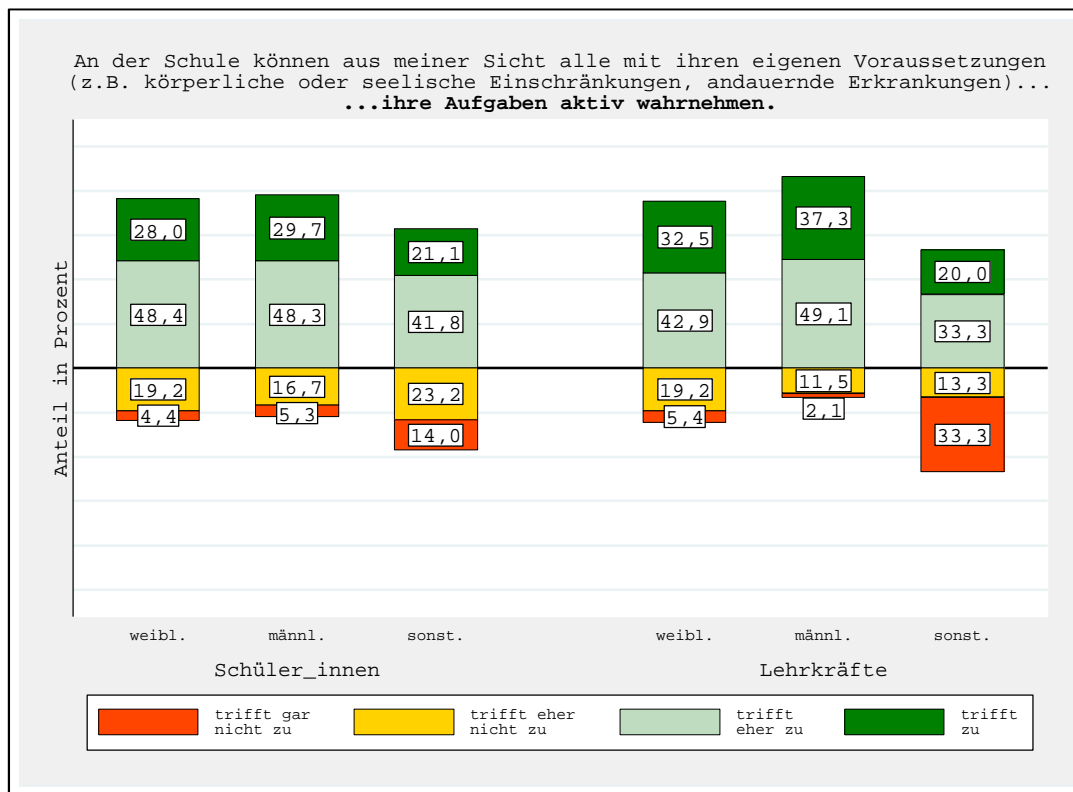 An der Schule können aus meiner Sicht alle mit ihren eigenen Voraussetzungen
(z.B. körperliche oder seelische Einschränkungen, andauernde Erkrankungen)...
...ihre Aufgaben aktiv wahrnehmen.
Anteil in Prozent
28,0
29,7
21,1
32,5
37,3
20,0
48,4
48,3
41,8
42,9
49,1
33,3
19,2
16,7
23,2
19,2
11,5
13,3
4,4
5,3
14,0
5,4
2,1
33,3
weibl. männl. sonst. weibl. männl. sonst.
Schüler_innen Lehrkräfte
trifft gar
nicht zu
trifft eher
nicht zu
trifft
eher zu
trifft
zu